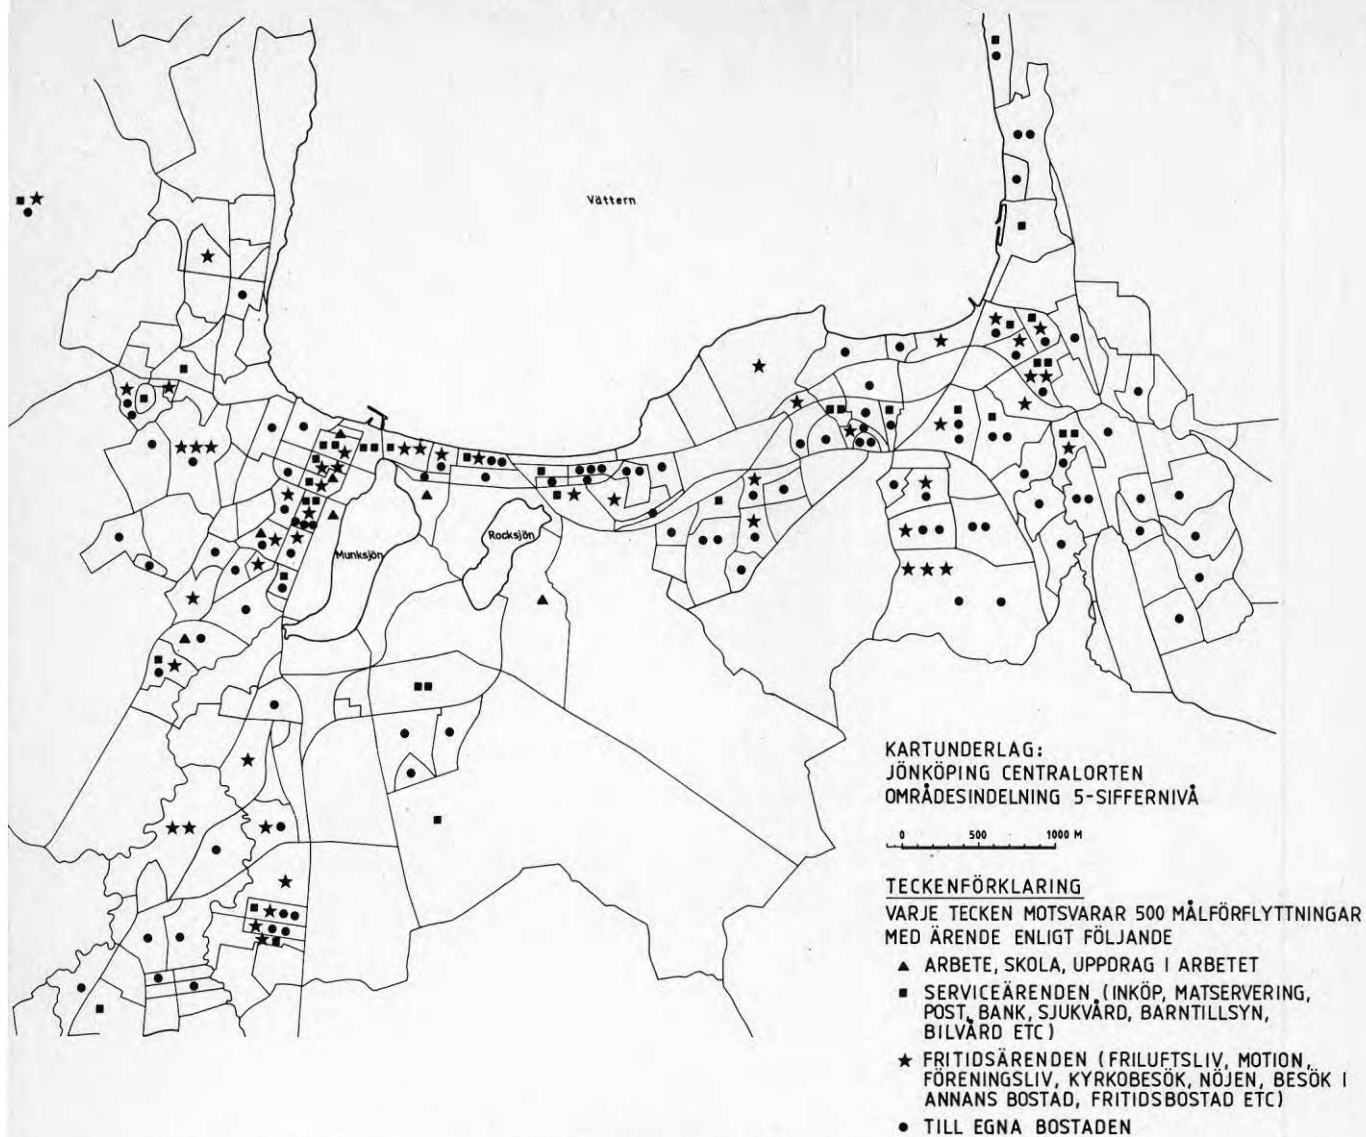 Vättern
Rocksjön
Munksjön
KARTUNDERLAG:
JÖNKÖPING CENTRALORTEN
OMRÅDESINDELNING 5-SIFFERNIVÅ
0 500 1000 M
TECKENFÖRKLARING
VARJE TECKEN MOTSVARAR 500 MÅLFÖRFLYTTNINGAR
MED ÄRENDE ENLIGT FÖLJANDE
▲ ARBETE, SKOLA, UPPDRAG I ARBETET
■ SERVICEÄRENDEN (INKÖP, MATSERVERING,
POST, BANK, SJUKVÅRD, BARNTILLSYN,
BILVÅRD ETC)
★ FRITIDSÄRENDEN (FRILUFTSLIV, MOTION,
FÖRENINGSLIV, KYRKOBESÖK, NÖJEN, BESÖK I
ANNANS BOSTAD, FRITIDSBOSTAD ETC)
● TILL EGNA BOSTADEN